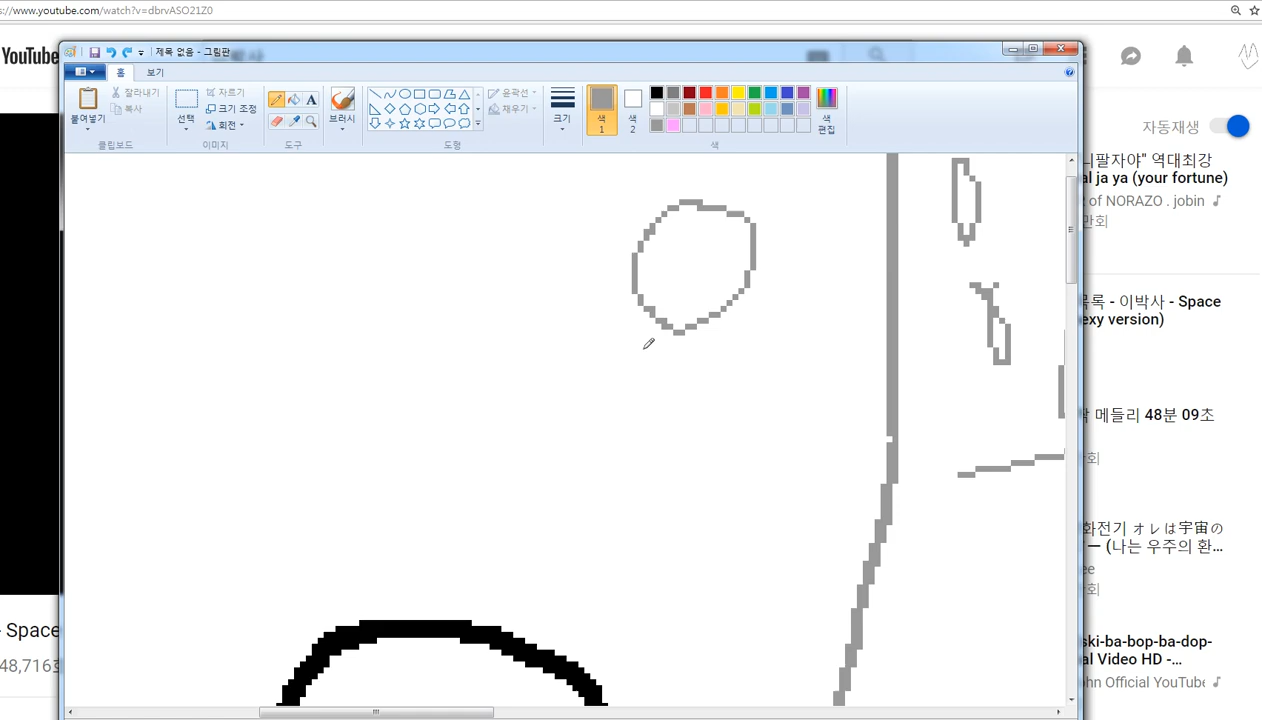 s://www.youtube.com/watch?v=dbrvASO21Z0
YouTube
제목 없음 - 그림판
홈
보기
붙여넣기
잘라내기
복사
클립보드
선택
자르기
크기 조정
회전
이미지
A
도구
브러시
윤곽선
채우기
도형
크기
색
1
색
2
색
편집
색
자동재생
니팔자야" 역대최강
al ja ya (your fortune)
of NORAZO . jobin
만회
목록 - 이박사 - Space
exy version)
메들리 48분 09초
화전기 オレは宇宙の
ー (나는 우주의 환...
ee
- Space
48,716회
ski-ba-bop-ba-dop-
al Video HD -...
hn Official YouTube